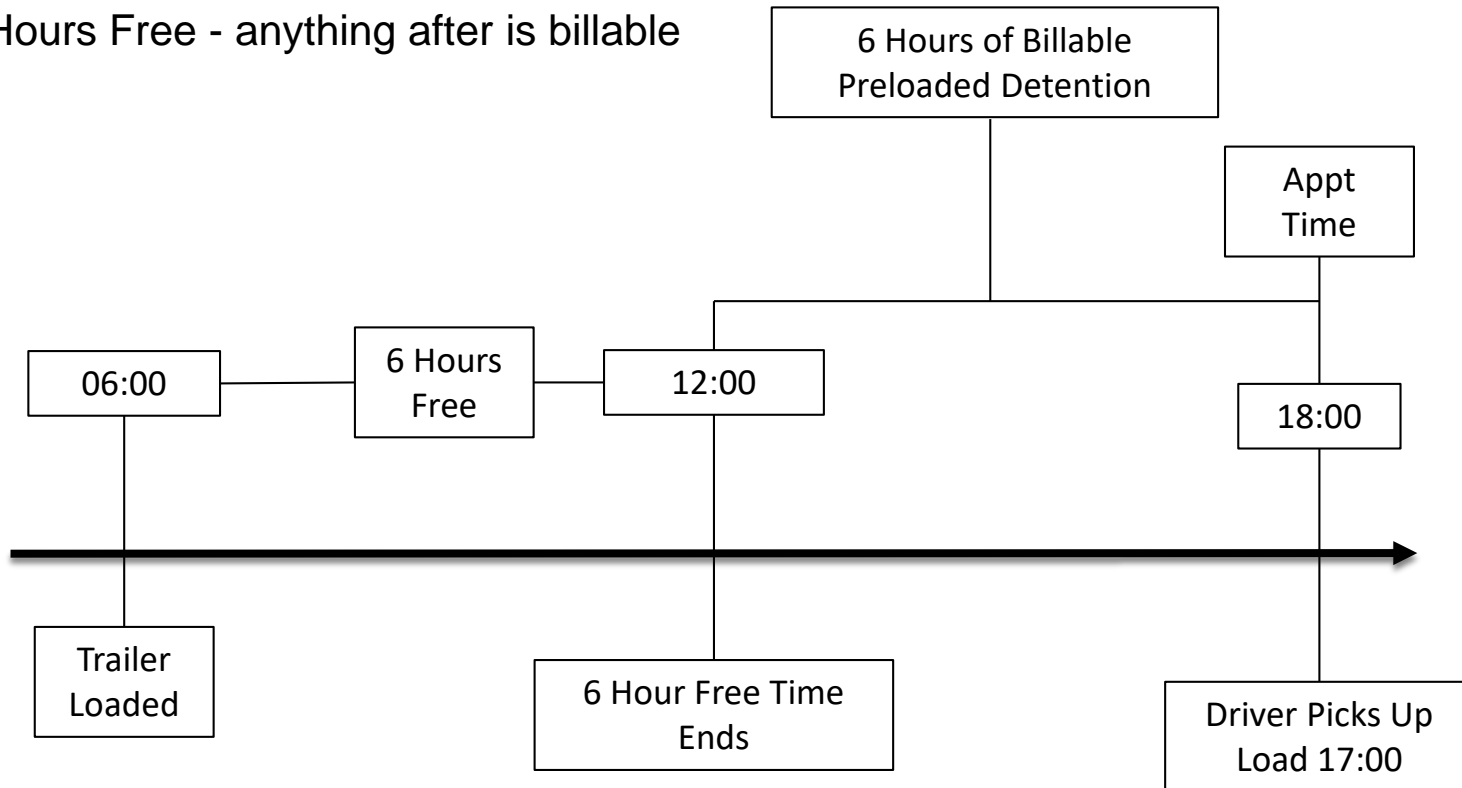 Hours Free - anything after is billable
6 Hours of Billable
Preloaded Detention
Appt
Time
06:00
6 Hours
Free
12:00
18:00
Trailer
Loaded
6 Hour Free Time
Ends
Driver Picks Up
Load 17:00